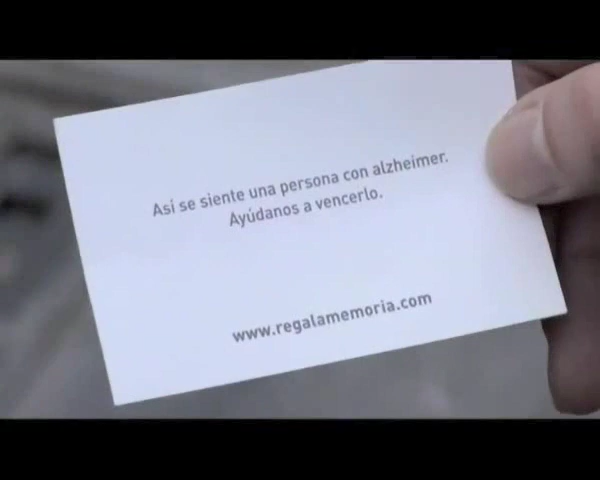 Así se siente una persona con alzheimer.
Ayúdanos a vencerlo.
www.regalamemoria.com